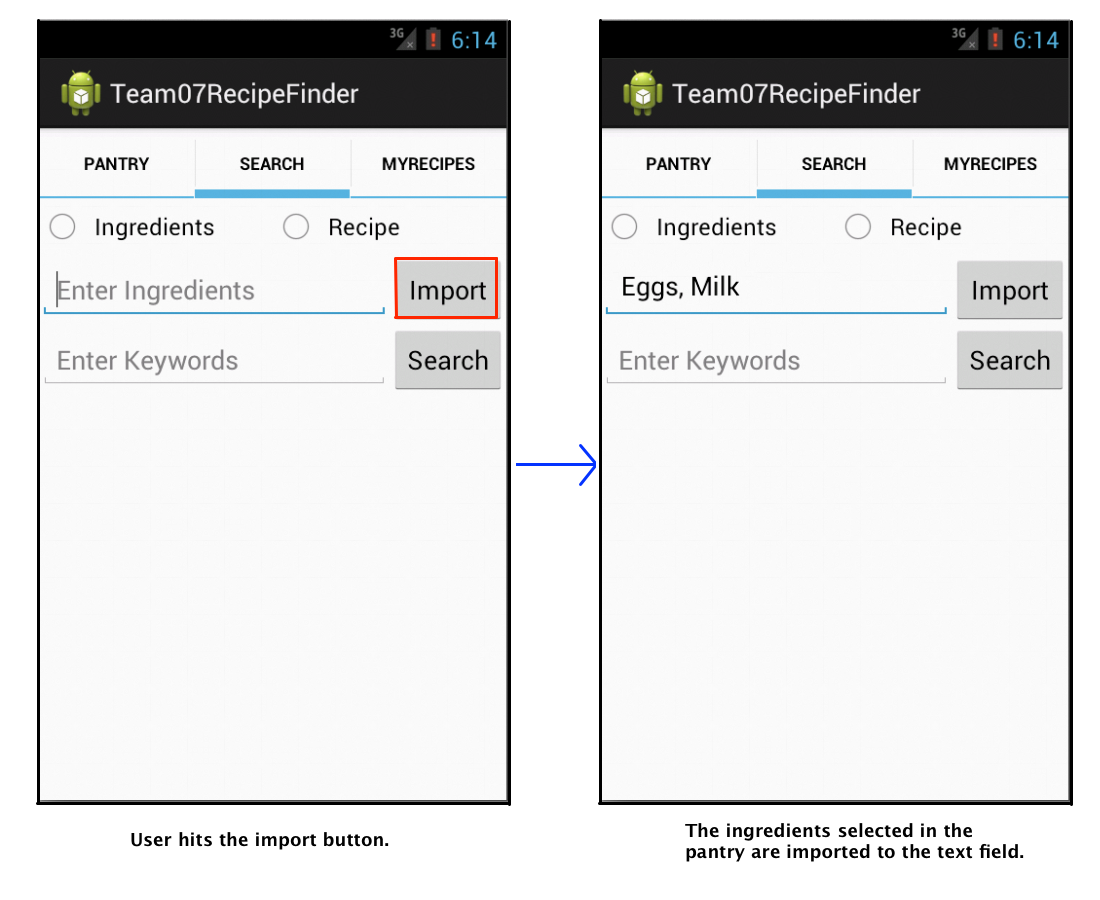 3G 6:14
Team07RecipeFinder
PANTRY SEARCH MYRECIPES
Ingredients Recipe
Enter Ingredients Import
Enter Keywords Search
User hits the import button.
3G 6:14
Team07RecipeFinder
PANTRY SEARCH MYRECIPES
Ingredients Recipe
Eggs, Milk Import
Enter Keywords Search
The ingredients selected in the
pantry are imported to the text field.